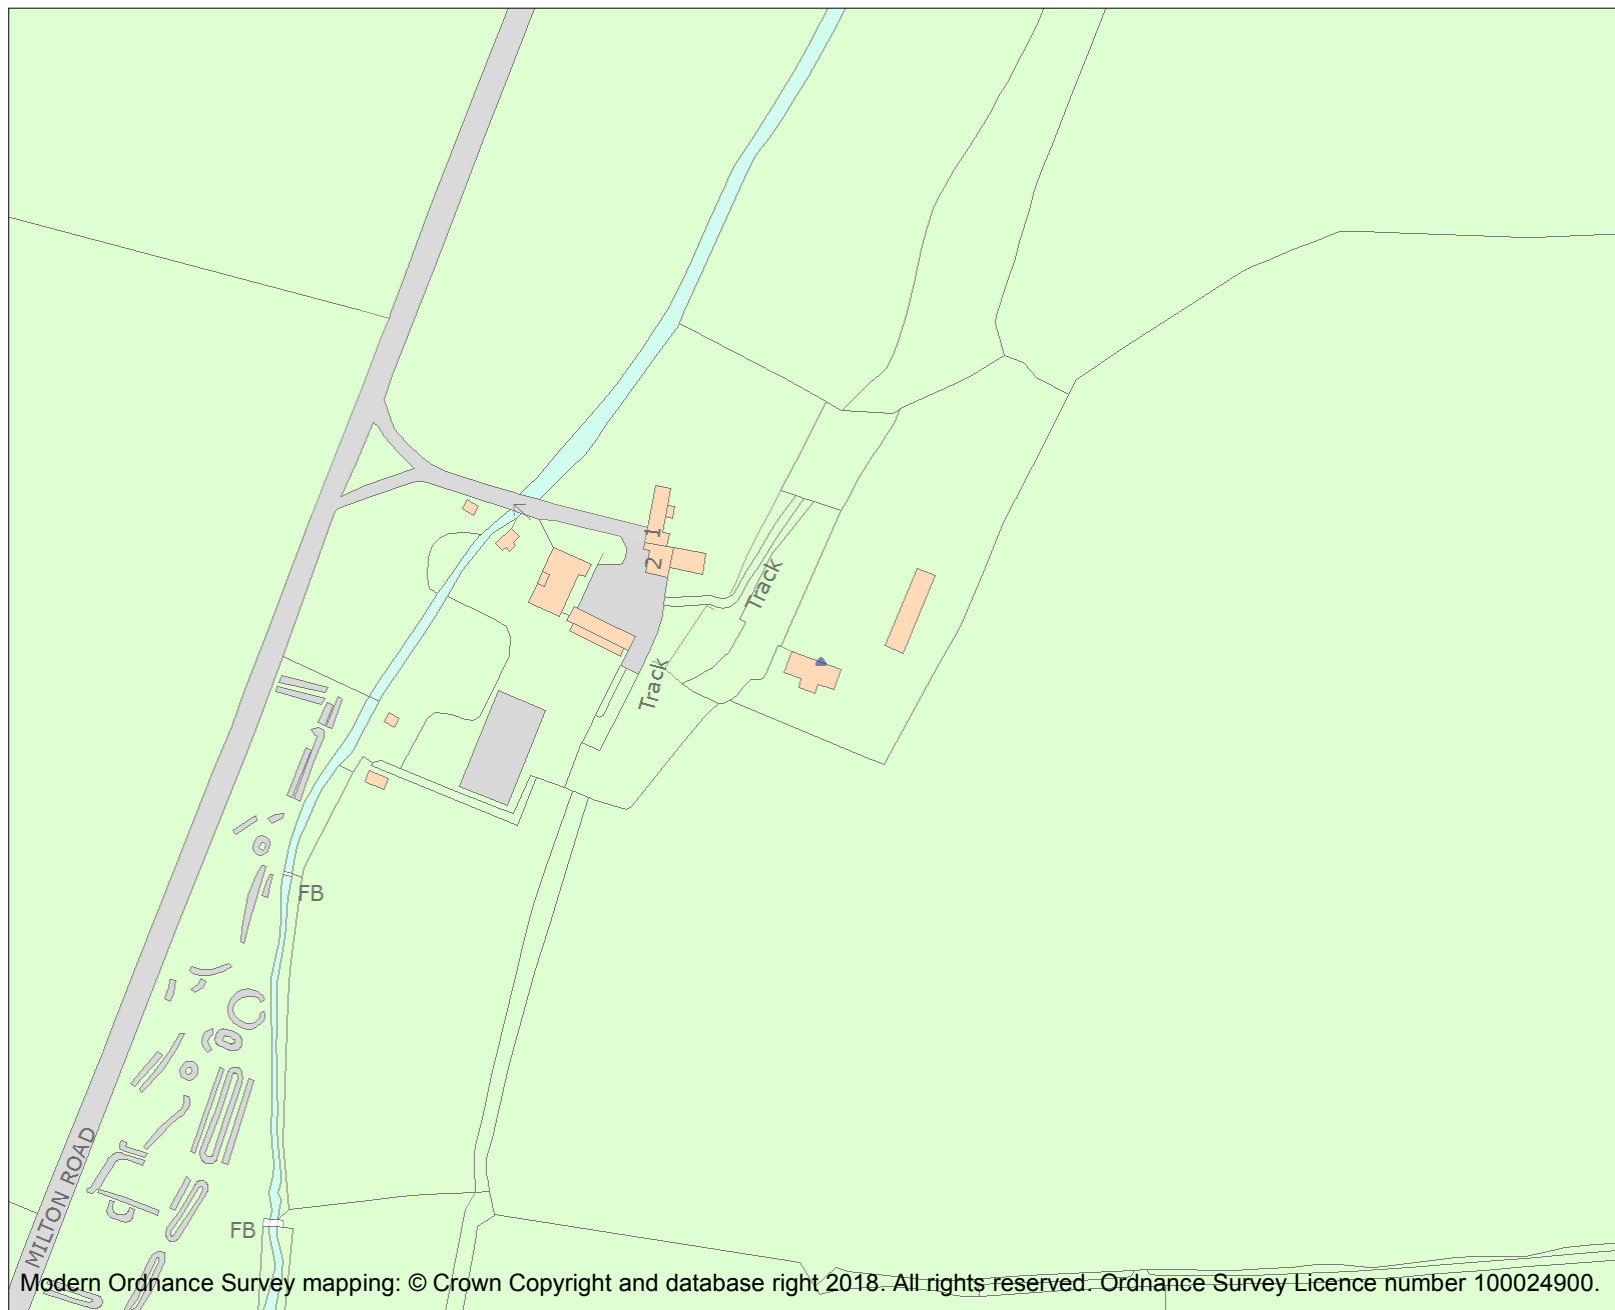 1
2
Track
Track
FB
MILTON ROAD
FB
Modern Ordnance Survey mapping: © Crown Copyright and database right 2018. All rights reserved. Ordnance Survey Licence number 100024900.